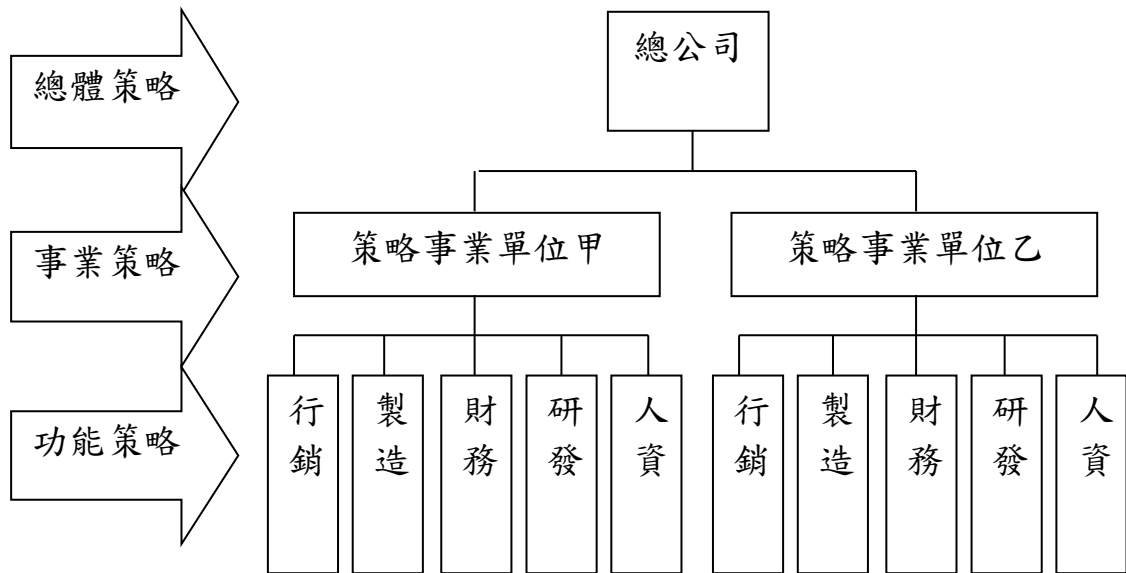 總公司
總體策略
策略事業單位甲
策略事業單位乙
事業策略
行銷
製造
財務
研發
人資
行銷
製造
財務
研發
人資
功能策略